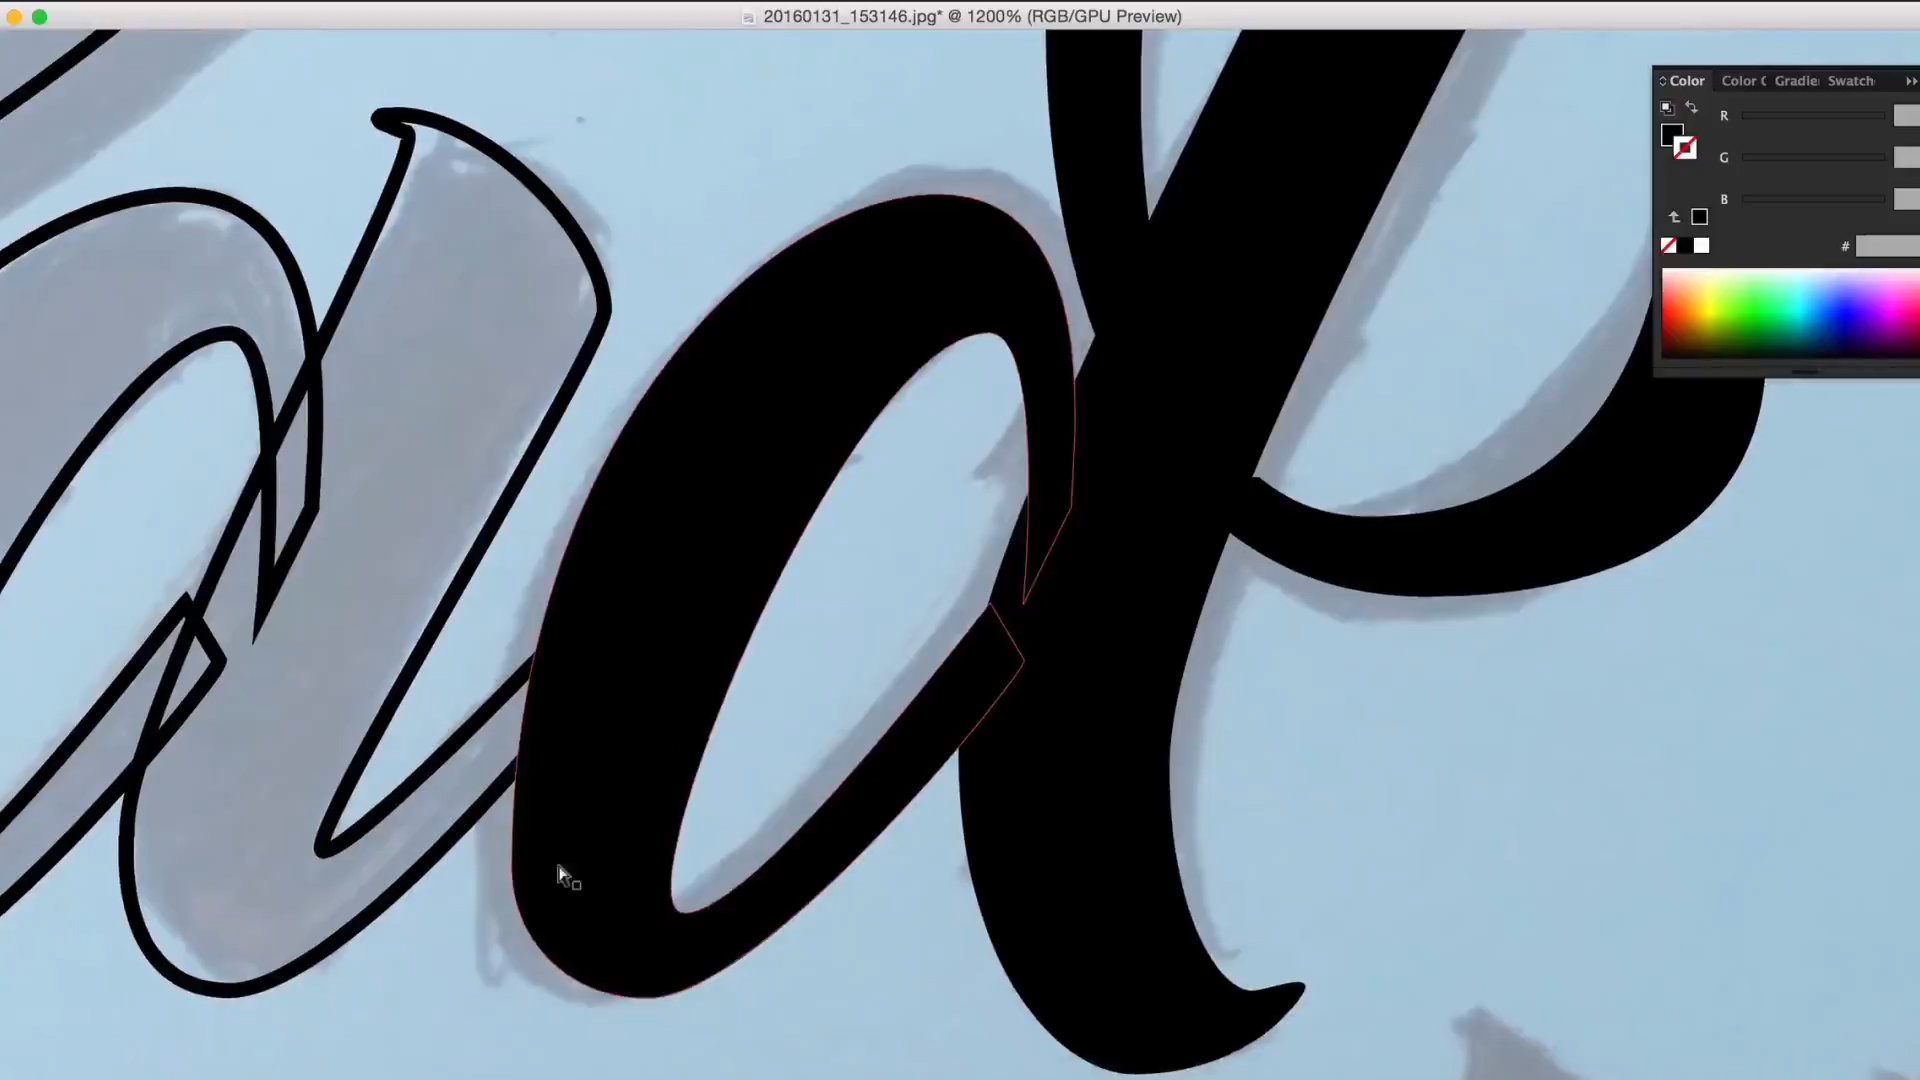 20160131_153146.jpg* @ 1200% (RGB/GPU Preview)
Color Color C Gradie Swatch
R
G
B
#